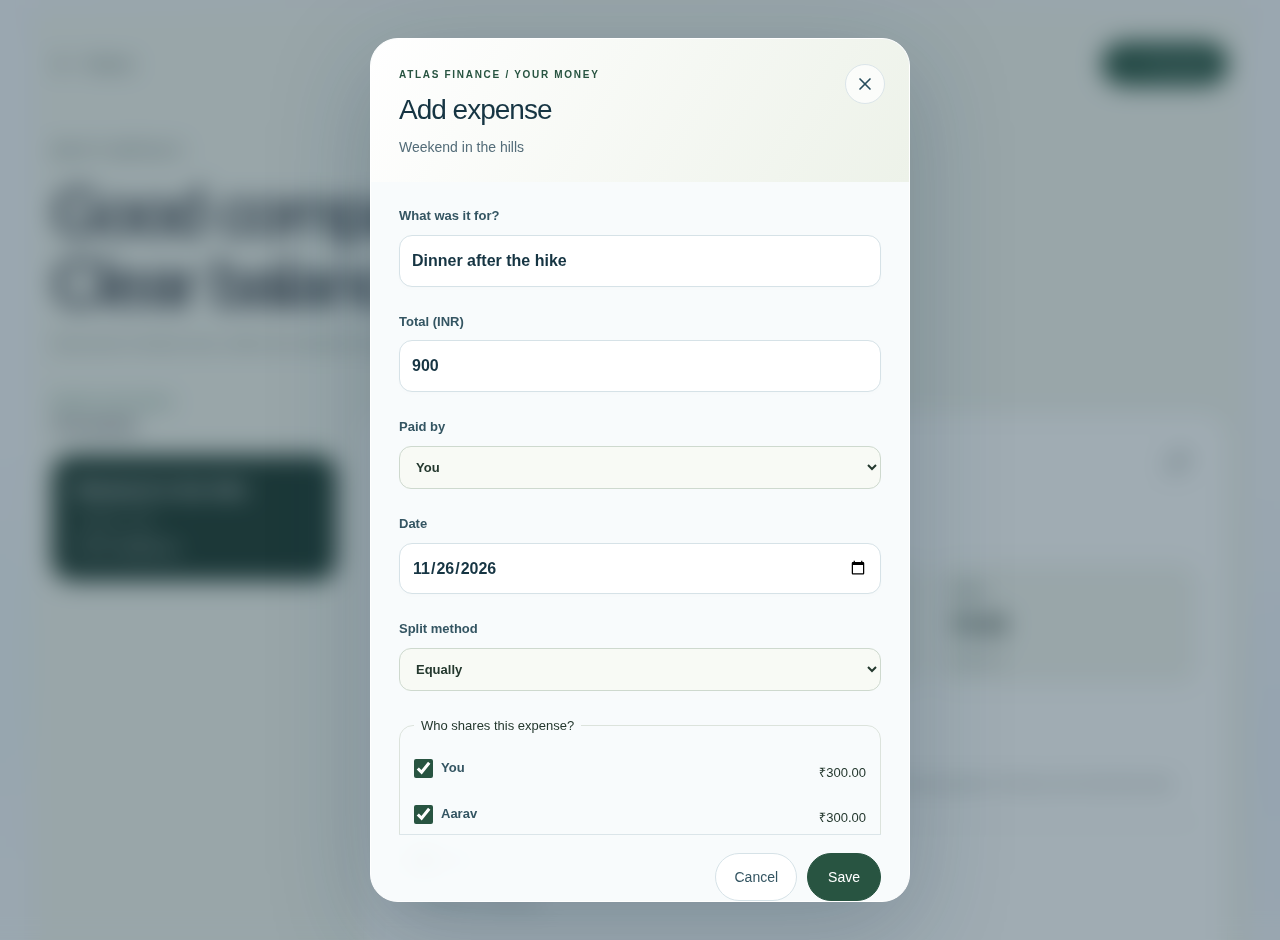 ATLAS FINANCE / YOUR MONEY
Add expense
Weekend in the hills
What was it for?
Dinner after the hike
Total (INR)
900
Paid by
You
Date
11/26/2026
Split method
Equally
Who shares this expense?
You ₹300.00
Aarav ₹300.00
Cancel Save